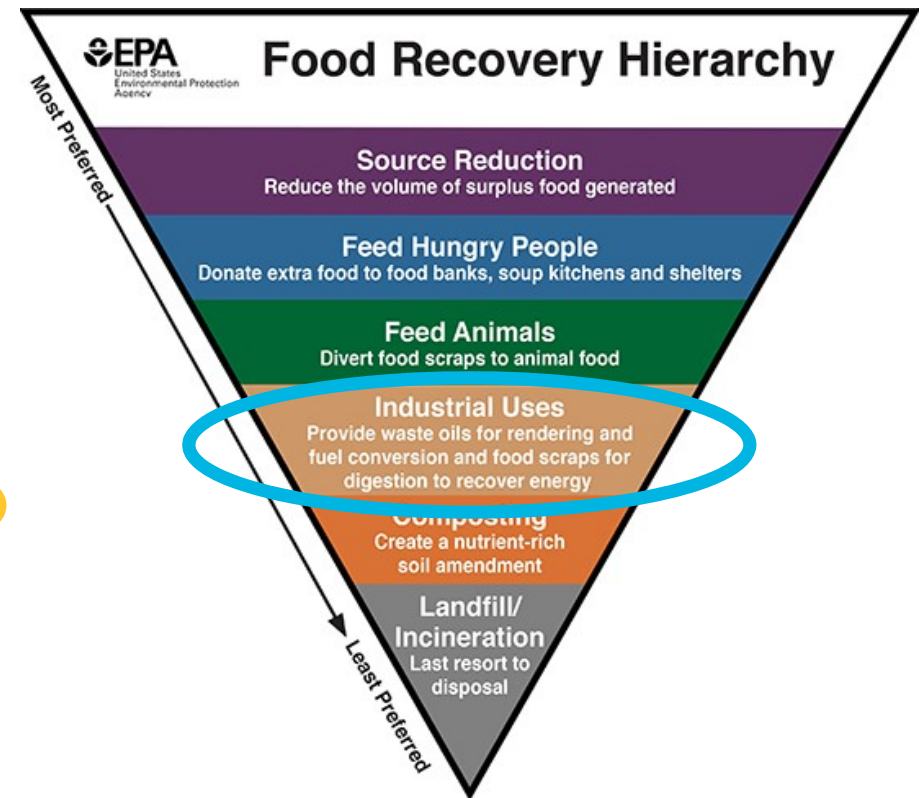 EPA
United States
Environmental Protection
Agency
Food Recovery Hierarchy
Most Preferred
Source Reduction
Reduce the volume of surplus food generated
Feed Hungry People
Donate extra food to food banks, soup kitchens and shelters
Feed Animals
Divert food scraps to animal food
Industrial Uses
Provide waste oils for rendering and
fuel conversion and food scraps for
digestion to recover energy
Composting
Create a nutrient-rich
soil amendment
Landfill/
Incineration
Last resort to
disposal
Least Preferred